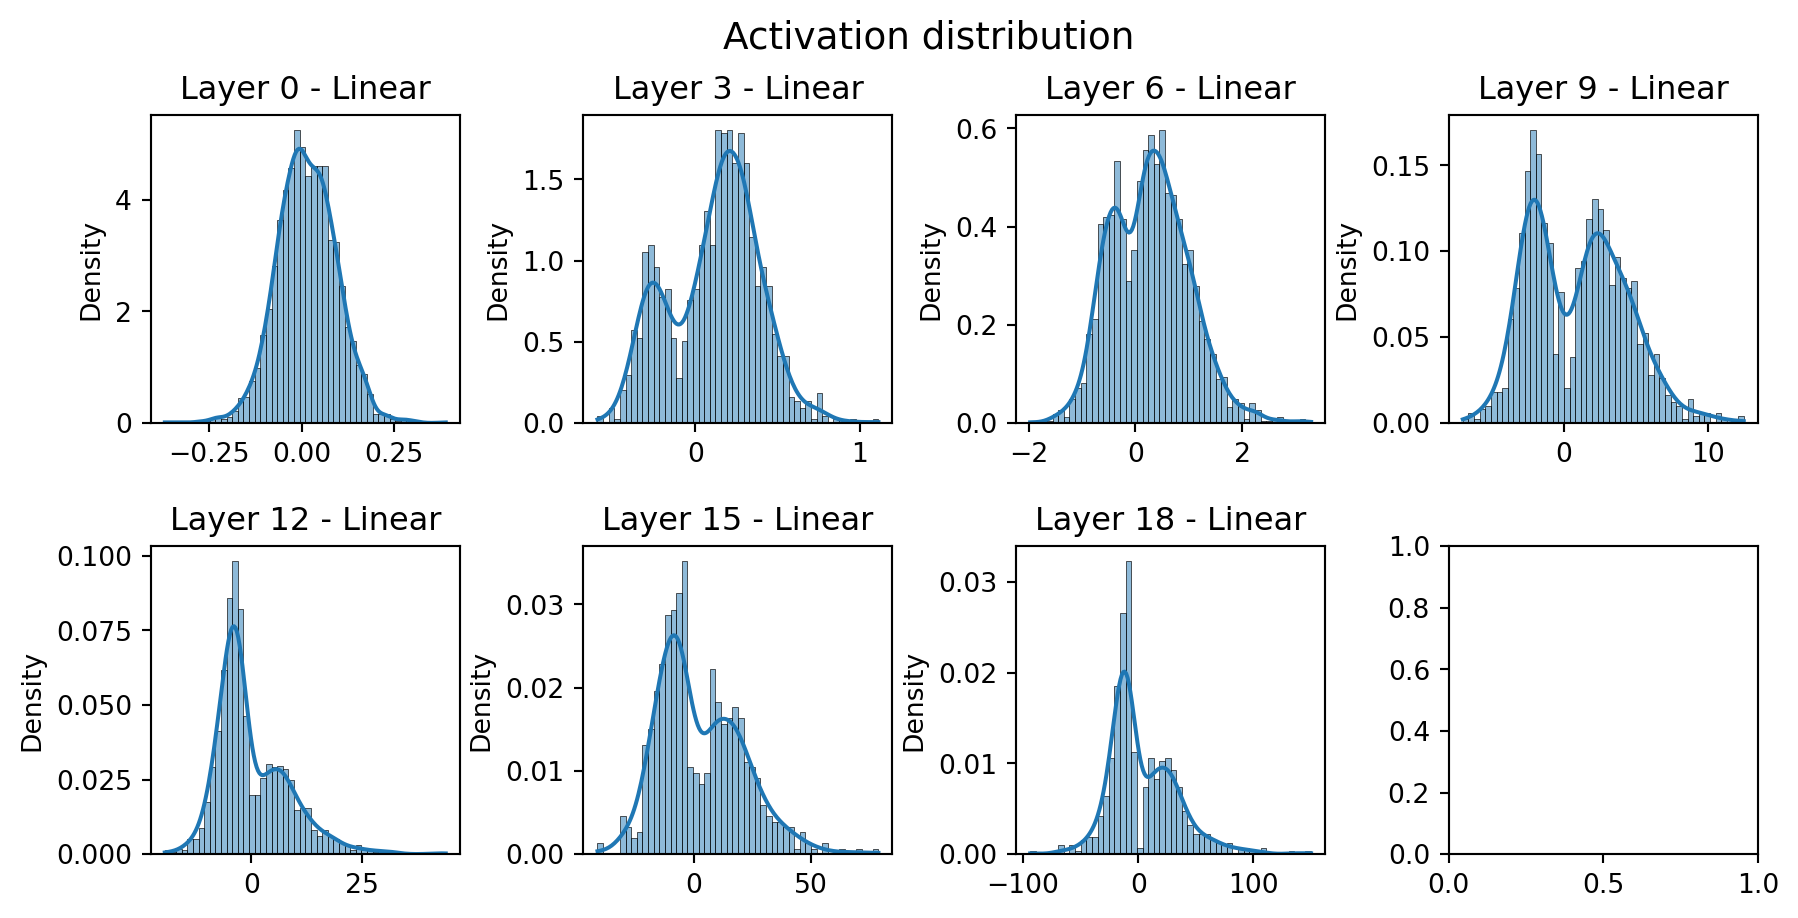 Activation distribution
Layer 0 - Linear
Layer 3 - Linear
Layer 6 - Linear
Layer 9 - Linear
Density
4
2
0
−0.25 0.00 0.25
Density
1.5
1.0
0.5
0.0
0 1
Density
0.6
0.4
0.2
0.0
−2 0 2
Density
0.15
0.10
0.05
0.00
0 10
Layer 12 - Linear
Layer 15 - Linear
Layer 18 - Linear
Density
0.100
0.075
0.050
0.025
0.000
0 25
Density
0.03
0.02
0.01
0.00
0 50
Density
0.03
0.02
0.01
0.00
−100 0 100
1.0
0.8
0.6
0.4
0.2
0.0
0.0 0.5 1.0